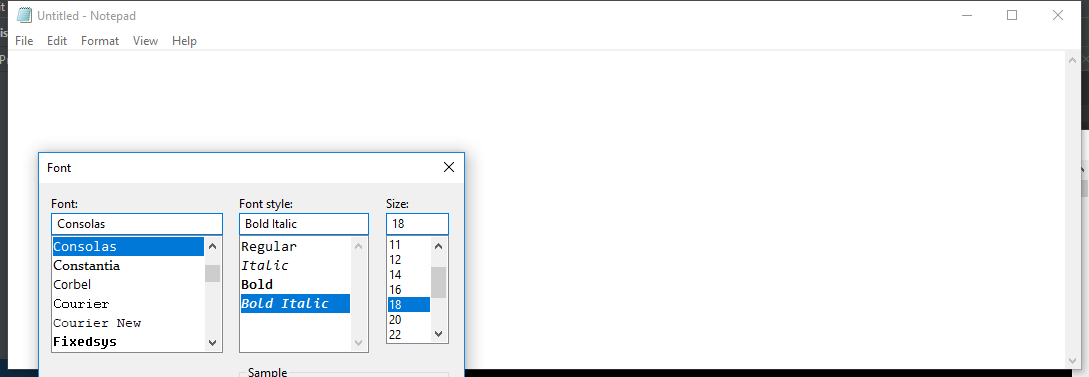 Untitled - Notepad
File Edit Format View Help
Font
Font: Font style: Size:
Consolas Bold Italic 18
Consolas Regular 11
Constantia Italic 12
Corbel Bold 14
Courier Bold Italic 16
Courier New 18
Fixedsys 20
22
Sample